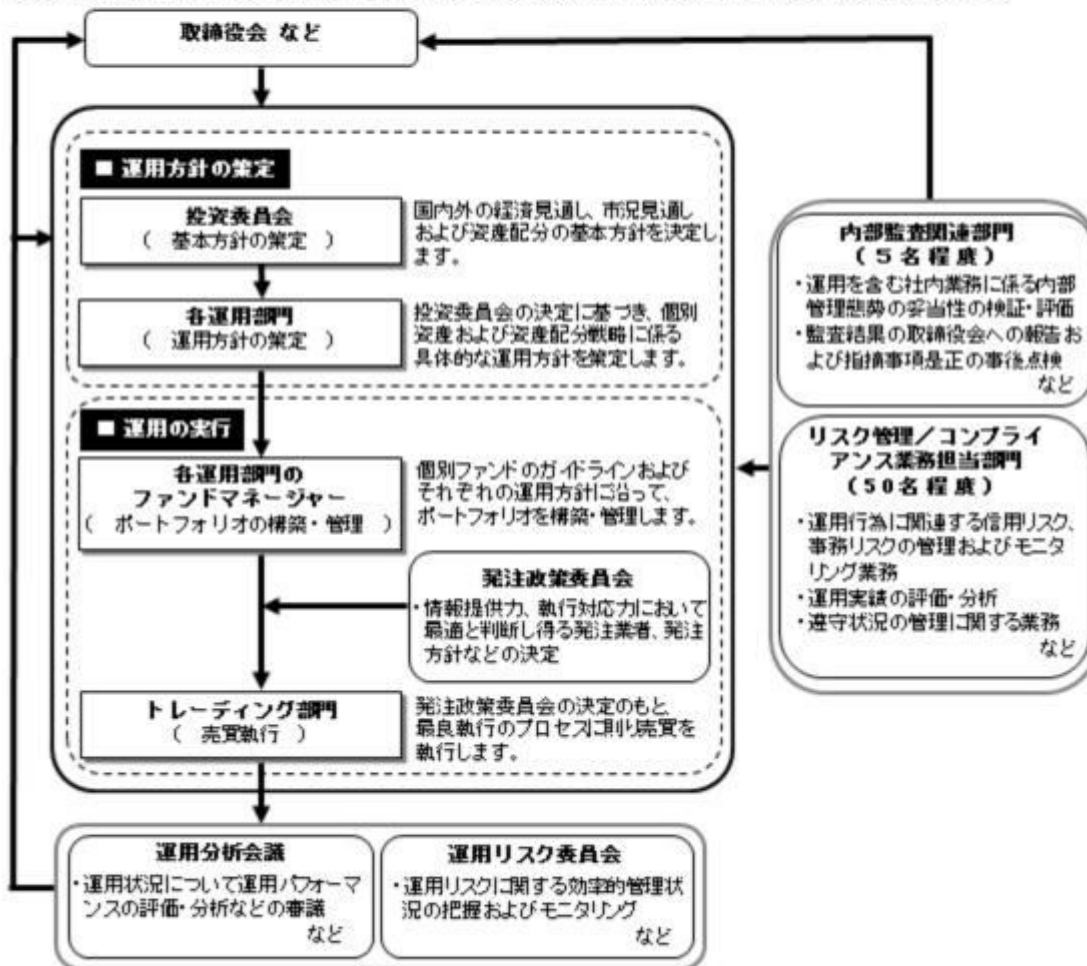 取締役会 など
■ 運用方針の策定
投資委員会
（ 基本方針の策定 ）
国内外の経済見通し、市況見通し
および資産配分の基本方針を決定し
ます。
各運用部門
（ 運用方針の策定 ）
投資委員会の決定に基づき、個別
資産および資産配分戦略に係る
具体的な運用方針を策定します。
■ 運用の実行
各運用部門の
ファンドマネージャー
（ ポートフォリオの構築・管理 ）
個別ファンドのガイドラインおよび
それぞれの運用方針に沿って、
ポートフォリオを構築・管理します。
発注政策委員会
・情報提供力、執行対応力において
最適と判断し得る発注業者、発注
方針などの決定
トレーディング部門
（ 売買執行 ）
発注政策委員会の決定のもと
最良執行のプロセスに則り売買を
執行します。
運用分析会議
・運用状況について運用パフォーマ
ンスの評価・分析などの審議
など
運用リスク委員会
・運用リスクに関する効率的管理状
況の把握およびモニタリング
など
内部監査関連部門
（５名程度）
・運用を含む社内業務に係る内部
管理態勢の妥当性の検証・評価
・監査結果の取締役会への報告お
よび指摘事項是正の事後点検
など
リスク管理／コンプライ
アンス業務担当部門
（５０名程度）
・運用行為に関連する信用リスク、
事務リスクの管理およびモニタ
リング業務
・運用実績の評価・分析
・遵守状況の管理に関する業務
など